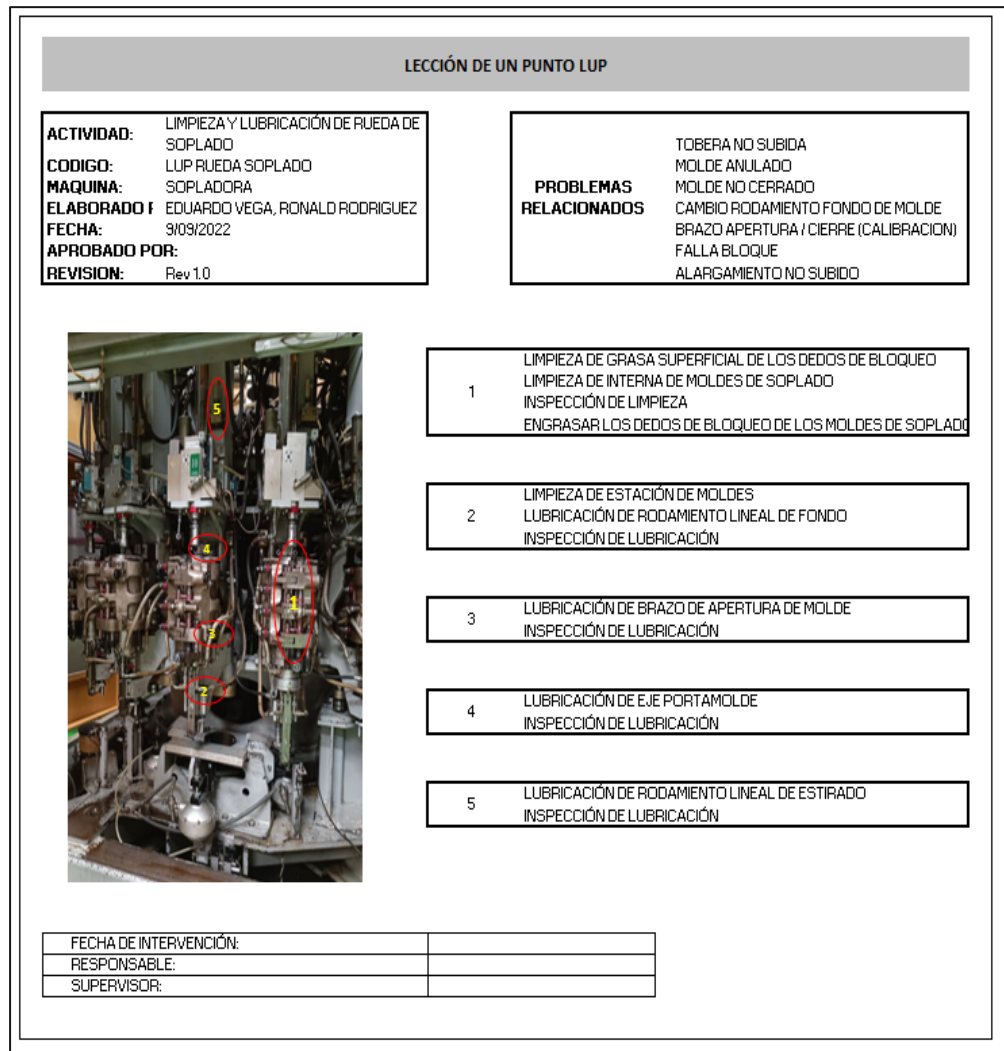 LECCIÓN DE UN PUNTO LUP
ACTIVIDAD: LIMPIEZA Y LUBRICACIÓN DE RUEDA DE
SOPLADO
CODIGO: LUP RUEDA SOPLADO
MAQUINA: SOPLADORA
ELABORADO F EDUARDO VEGA, RONALD RODRIGUEZ
FECHA: 9/09/2022
APROBADO POR:
REVISION: Rev 1.0
PROBLEMAS
RELACIONADOS
TOBERA NO SUBIDA
MOLDE ANULADO
MOLDE NO CERRADO
CAMBIO RODAMIENTO FONDO DE MOLDE
BRAZO APERTURA / CIERRE (CALIBRACION)
FALLA BLOQUE
ALARGAMIENTO NO SUBIDO
5
4
1
3
2
1
LIMPIEZA DE GRASA SUPERFICIAL DE LOS DEDOS DE BLOQUEO
LIMPIEZA DE INTERNA DE MOLDES DE SOPLADO
INSPECCIÓN DE LIMPIEZA
ENGRASAR LOS DEDOS DE BLOQUEO DE LOS MOLDES DE SOPLADO
2
LIMPIEZA DE ESTACIÓN DE MOLDES
LUBRICACIÓN DE RODAMIENTO LINEAL DE FONDO
INSPECCIÓN DE LUBRICACIÓN
3
LUBRICACIÓN DE BRAZO DE APERTURA DE MOLDE
INSPECCIÓN DE LUBRICACIÓN
4
LUBRICACIÓN DE EJE PORTAMOLDE
INSPECCIÓN DE LUBRICACIÓN
5
LUBRICACIÓN DE RODAMIENTO LINEAL DE ESTIRADO
INSPECCIÓN DE LUBRICACIÓN
FECHA DE INTERVENCIÓN:
RESPONSABLE:
SUPERVISOR: